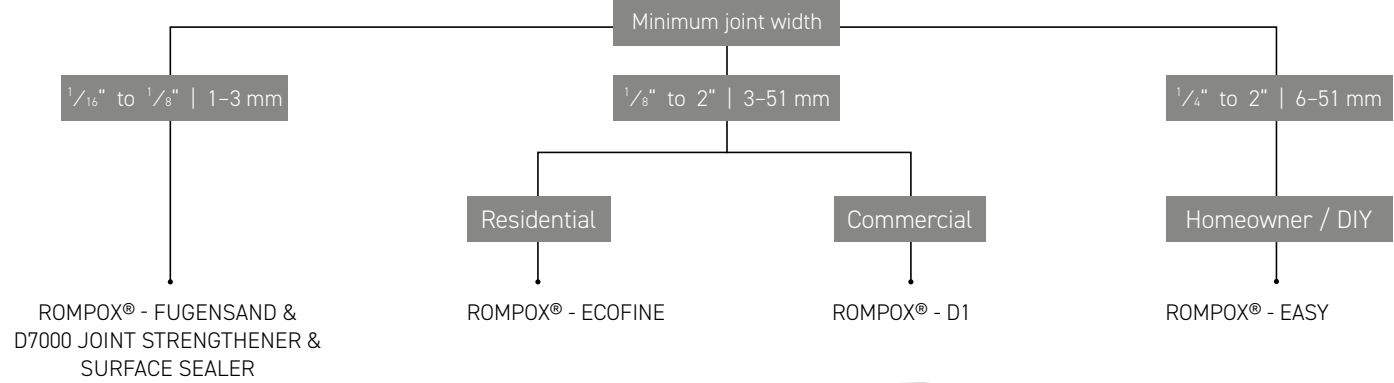 Minimum joint width
1/16" to 1/8" | 1–3 mm
1/8" to 2" | 3–51 mm
1/4" to 2" | 6–51 mm
Residential
Commercial
Homeowner / DIY
ROMPOX® - FUGENSAND &
D7000 JOINT STRENGTHENER &
SURFACE SEALER
ROMPOX® - ECOFINE
ROMPOX® - D1
ROMPOX® - EASY